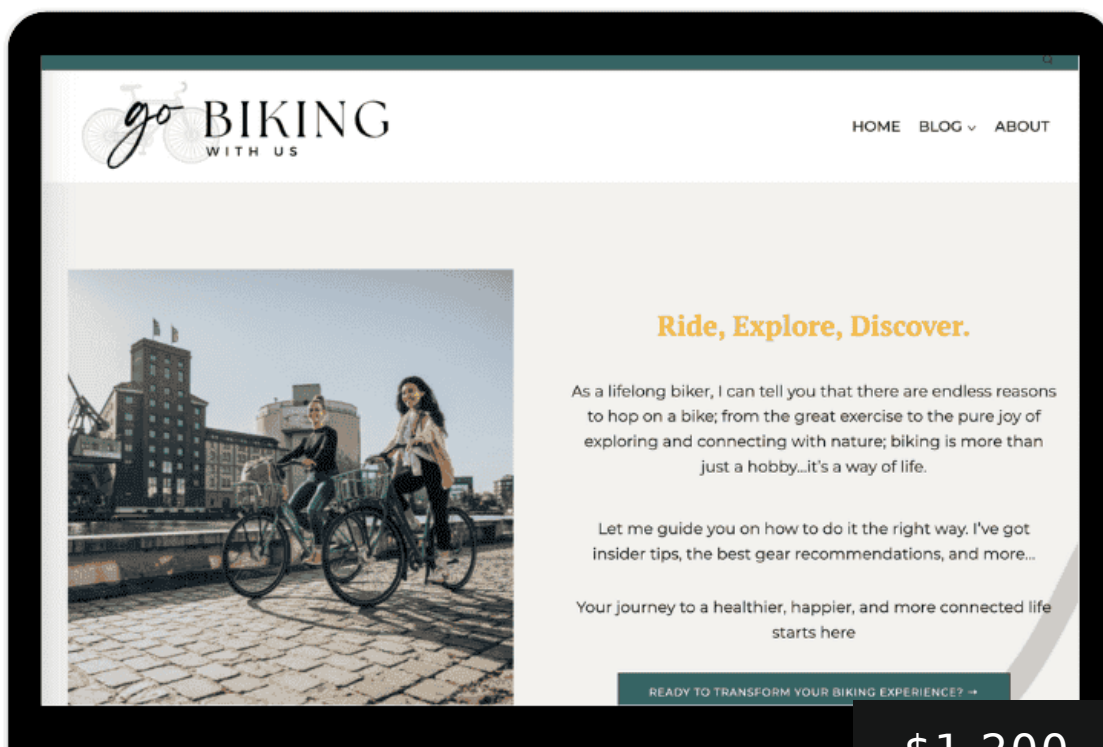 go BIKING
WITH US
HOME BLOG ABOUT
Ride, Explore, Discover.
As a lifelong biker, I can tell you that there are endless reasons
to hop on a bike; from the great exercise to the pure joy of
exploring and connecting with nature; biking is more than
just a hobby...it's a way of life.
Let me guide you on how to do it the right way. I've got
insider tips, the best gear recommendations, and more...
Your journey to a healthier, happier, and more connected life
starts here
READY TO TRANSFORM YOUR BIKING EXPERIENCE? →
$1,200